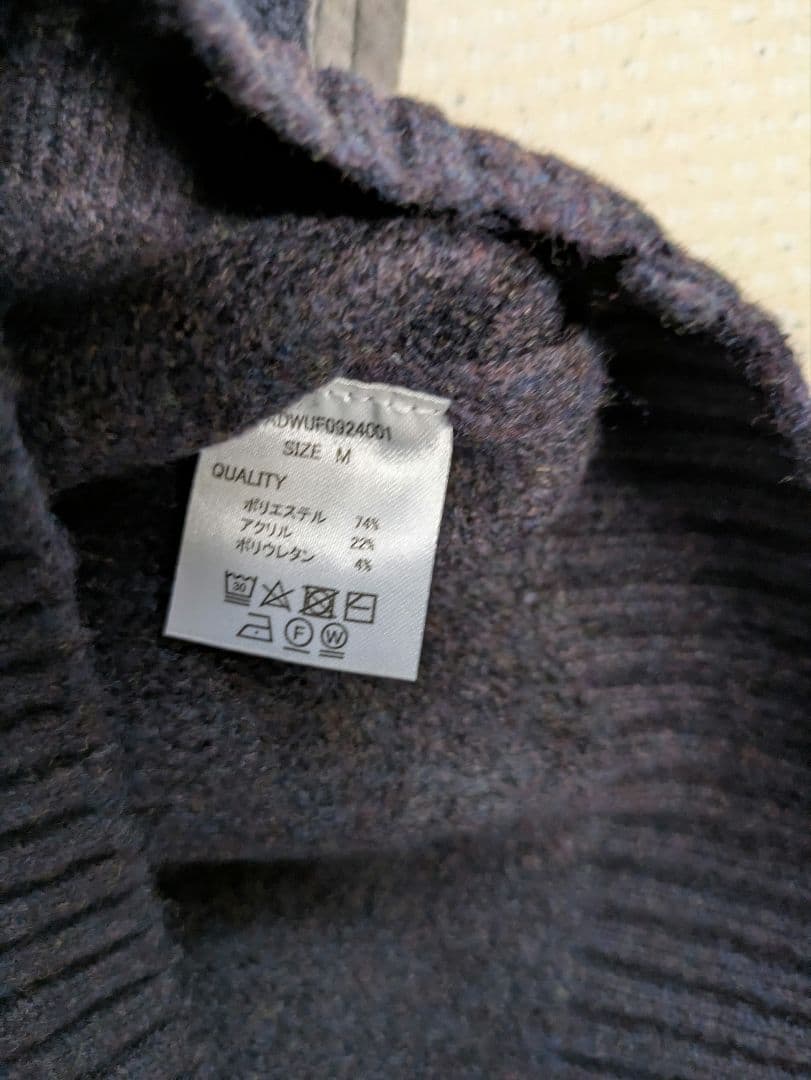 ADWUF0924001
SIZE M
QUALITY
ポリエステル 74%
アクリル 22%
ポリウレタン 4%
30
F W